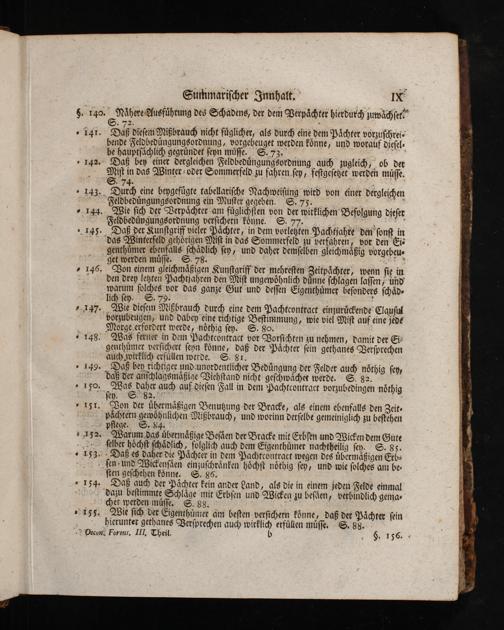 Summarischer Innhalt. IX
§. 140. Nähere Ausführung des Schadens, der dem Verpächter hierdurch zuwächset.
S. 72.
• 141. Daß diesem Mißbrauch nicht füglicher, als durch eine dem Pächter vorzuschrei-
bende Feldbedüngungsordnung, vorgebeuget werden könne, und worauf diesel-
be hauptsächlich gegründet seyn müsse. S. 73.
• 142. Daß bey einer dergleichen Feldbedüngungsordnung auch zugleich, ob der
Mist in das Winter- oder Sommerfeld zu fahren sey, festgesetzet werden müsse.
S. 74.
• 143. Durch eine beygefügte tabellarische Nachweisung wird von einer dergleichen
Feldbedüngungsordnung ein Muster gegeben. S. 75.
• 144. Wie sich der Verpächter am füglichsten von der wirklichen Befolgung dieser
Feldbedüngungsordnung versichern könne. S. 77.
• 145. Daß der Kunstgriff vieler Pächter, in dem vorletzten Pachtjahre den sonst in
das Winterfeld gehörigen Mist in das Sommerfeld zu verfahren, vor den Ei-
genthümer ebenfalls schädlich sey, und daher demselben gleichmäßig vorgebeu-
get werden müsse. S. 78.
• 146. Von einem gleichmäßigen Kunstgriff der mehresten Zeitpächter, wenn sie in
den drey letzten Pachtjahren den Mist ungewöhnlich dünne schlagen lassen, und
warum solches vor das ganze Gut und dessen Eigenthümer besonders schäd-
lich sey. S. 79.
• 147. Wie diesem Mißbrauch durch eine dem Pachtcontract einzurückende Clausul
vorzubeugen, und dabey eine richtige Bestimmung, wie viel Mist auf eine jede
Morge erfordert werde, nöthig sey. S. 80.
• 148. Was ferner in dem Pachtcontract vor Vorsichten zu nehmen, damit der Ei-
genthümer versichert seyn könne, daß der Pächter sein gethanes Versprechen
auch wirklich erfüllen werde. S. 81.
• 149. Daß bey richtiger und unordentlicher Bedüngung der Felder auch nöthig sey,
daß der anschlagsmäßige Viehstand nicht geschwächet werde. S. 82.
• 150. Was daher auch auf diesen Fall in dem Pachtcontract vorzubedingen nöthig
sey. S. 82.
• 151. Von der übermäßigen Benutzung der Bracke, als einem ebenfalls den Zeit-
pächtern gewöhnlichen Mißbrauch, und worinn derselbe gemeiniglich zu bestehen
pflege. S. 84.
• 152. Warum das übermäßige Besäen der Bracke mit Erbsen und Wicken dem Gute
selber höchst schädlich, folglich auch dem Eigenthümer nachtheilig sey. S. 85.
• 153. Daß es daher die Pächter in dem Pachtcontract wegen des übermäßigen Erb-
sen- und Wickensäen einzuschränken höchst nöthig sey, und wie solches am be-
sten geschehen könne. S. 86.
• 154. Daß auch der Pächter kein ander Land, als die in einem jeden Felde einmal
dazu bestimmte Schläge mit Erbsen und Wicken zu besäen, verbindlich gema-
chet werden müsse. S. 88.
• 155. Wie sich der Eigenthümer am besten versichern könne, daß der Pächter sein
hierunter gethanes Versprechen auch wirklich erfüllen müsse. S. 88.
Oecon. Forens. III. Theil. b §. 156.